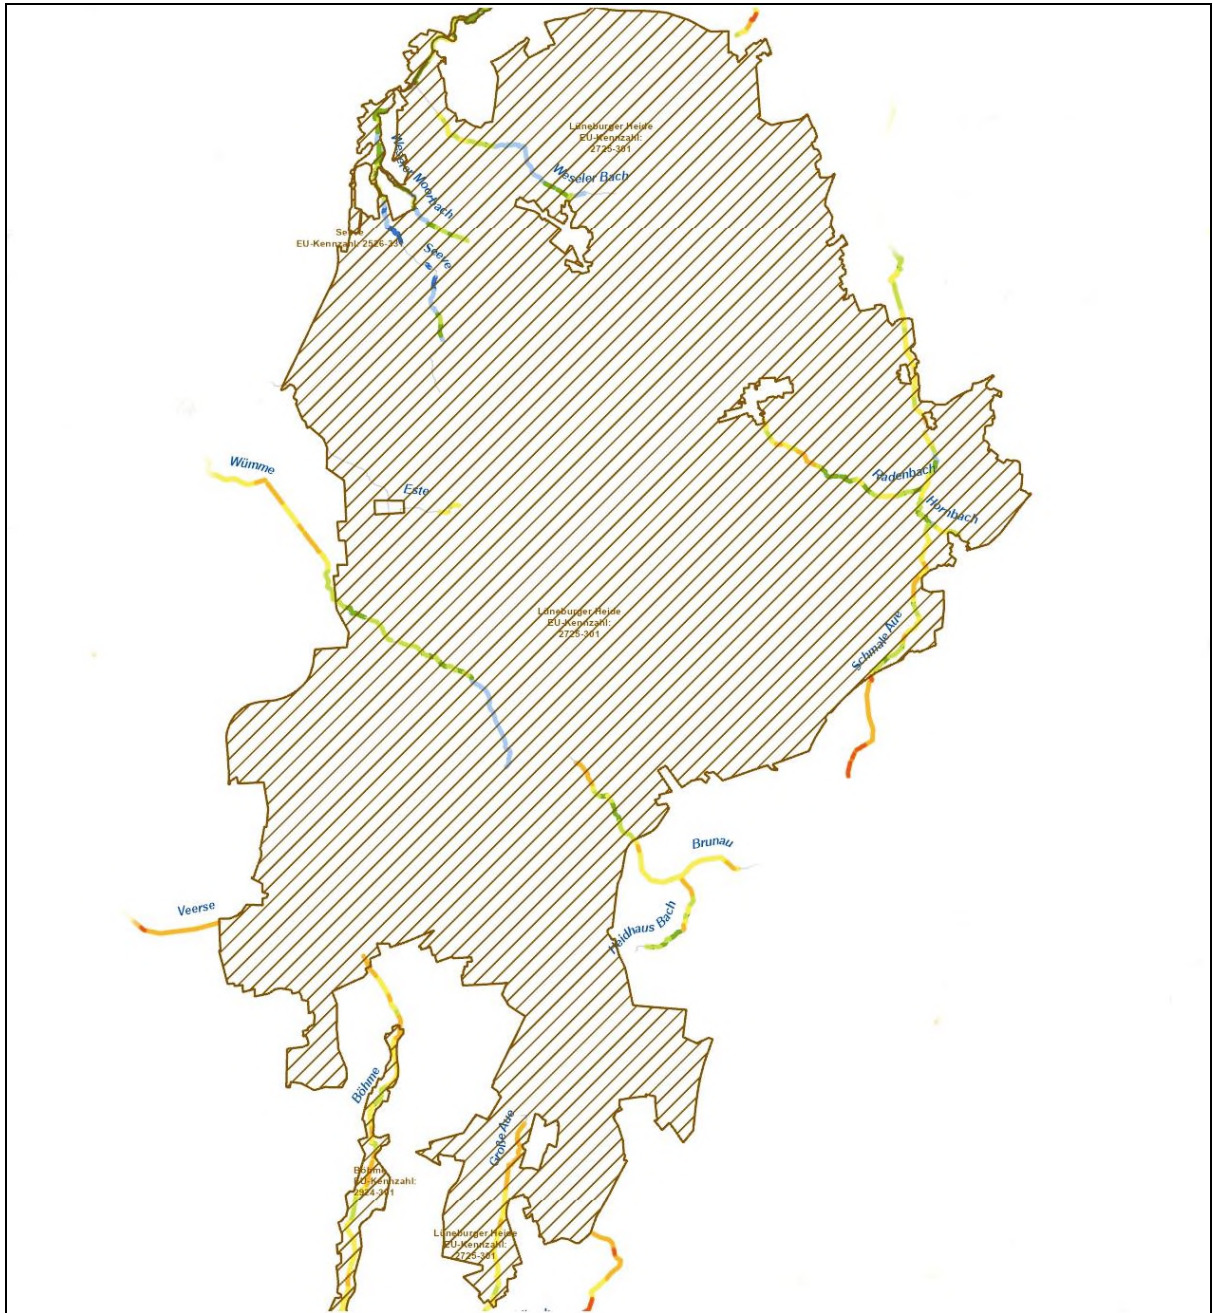 Lüneburger Heide
EU-Kennzahl:
2725-301
Weseler Bach
Weseler Moorbach
Seeve
EU-Kennzahl: 2526-331
Seeve
Wümme
Este
Radenbach
Hornbach
Lüneburger Heide
EU-Kennzahl:
2725-301
Schmale Aue
Brunau
Heidhaus Bach
Veerse
Böhme
Große Aue
Böhme
EU-Kennzahl:
2924-301
Lüneburger Heide
EU-Kennzahl:
2725-301